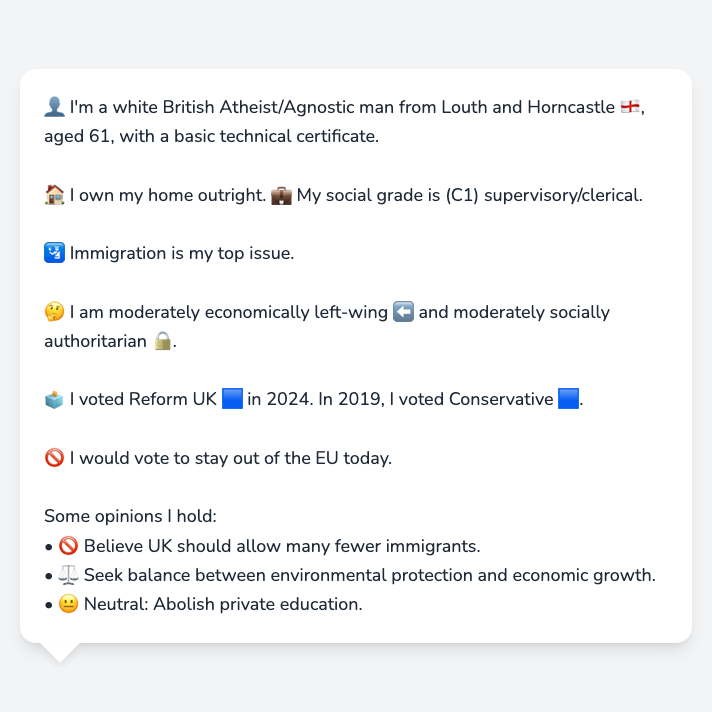 👤 I'm a white British Atheist/Agnostic man from Louth and Horncastle 🏴󠁧󠁢󠁥󠁮󠁧󠁿,
aged 61, with a basic technical certificate.
🏠 I own my home outright. 💼 My social grade is (C1) supervisory/clerical.
🛂 Immigration is my top issue.
🤔 I am moderately economically left-wing ⬅️ and moderately socially
authoritarian 🔒.
🗳️ I voted Reform UK 🟦 in 2024. In 2019, I voted Conservative 🟦.
🚫 I would vote to stay out of the EU today.
Some opinions I hold:
• 🚫 Believe UK should allow many fewer immigrants.
• ⚖️ Seek balance between environmental protection and economic growth.
• 😐 Neutral: Abolish private education.